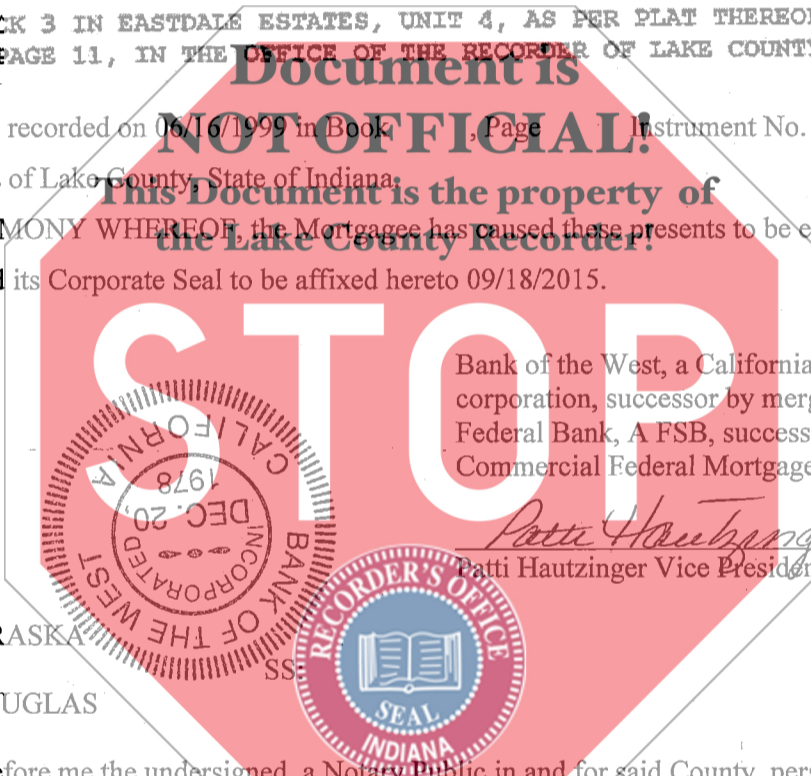 CK 3 IN EASTDALE ESTATES, UNIT 4, AS PER PLAT THEREO
PAGE 11, IN THE OFFICE OF THE RECORDER OF LAKE COUNTY
Document is
NOT OFFICIAL!
recorded on 06/16/1999 in Book , Page Instrument No.
of Lake County, State of Indiana.
This Document is the property of
MONY WHEREOF, the Mortgagee has caused these presents to be e
the Lake County Recorder!
its Corporate Seal to be affixed hereto 09/18/2015.
STOP
Bank of the West, a California
corporation, successor by merg
Federal Bank, A FSB, success
Commercial Federal Mortgage
Patti Hautzing
Patti Hautzinger Vice Presiden
BANK OF THE WEST
CALIFORNIA
INCORPORATED
DEC. 20,
1978
RASKA
SS:
UGLAS
RECORDER'S OFFICE
SEAL
INDIANA
fore me the undersigned, a Notary Public in and for said County, per